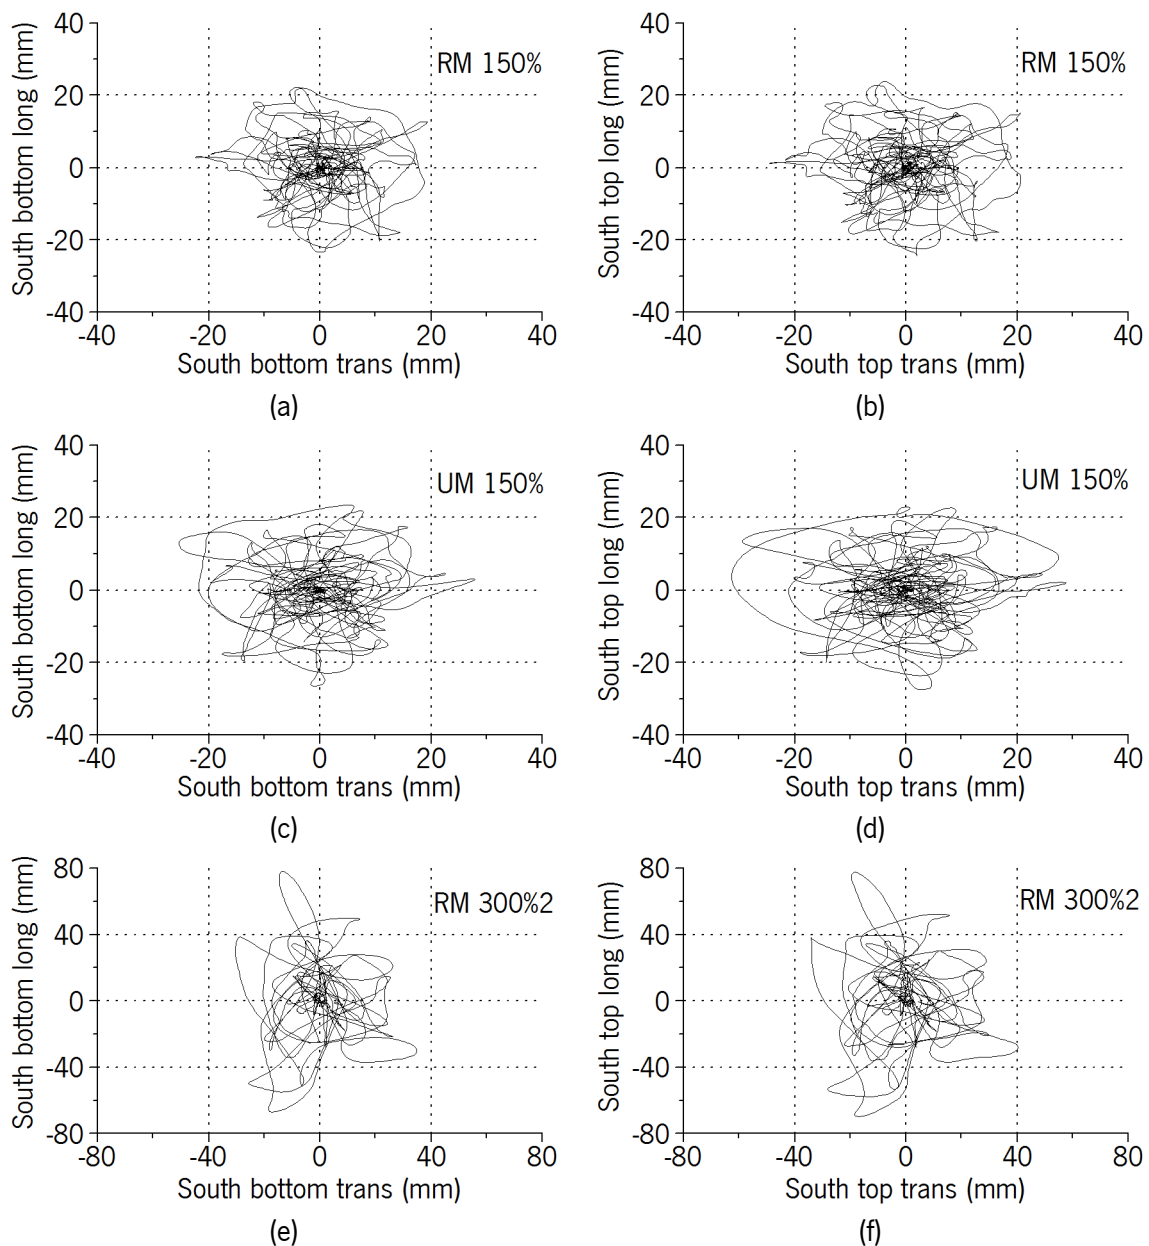 40
20
0
-20
-40
South bottom long (mm)
RM 150%
-40 -20 0 20 40
South bottom trans (mm)
(a)
40
20
0
-20
-40
South top long (mm)
RM 150%
-40 -20 0 20 40
South top trans (mm)
(b)
40
20
0
-20
-40
South bottom long (mm)
UM 150%
-40 -20 0 20 40
South bottom trans (mm)
(c)
40
20
0
-20
-40
South top long (mm)
UM 150%
-40 -20 0 20 40
South top trans (mm)
(d)
80
40
0
-40
-80
South bottom long (mm)
RM 300%2
-80 -40 0 40 80
South bottom trans (mm)
(e)
80
40
0
-40
-80
South top long (mm)
RM 300%2
-80 -40 0 40 80
South top trans (mm)
(f)